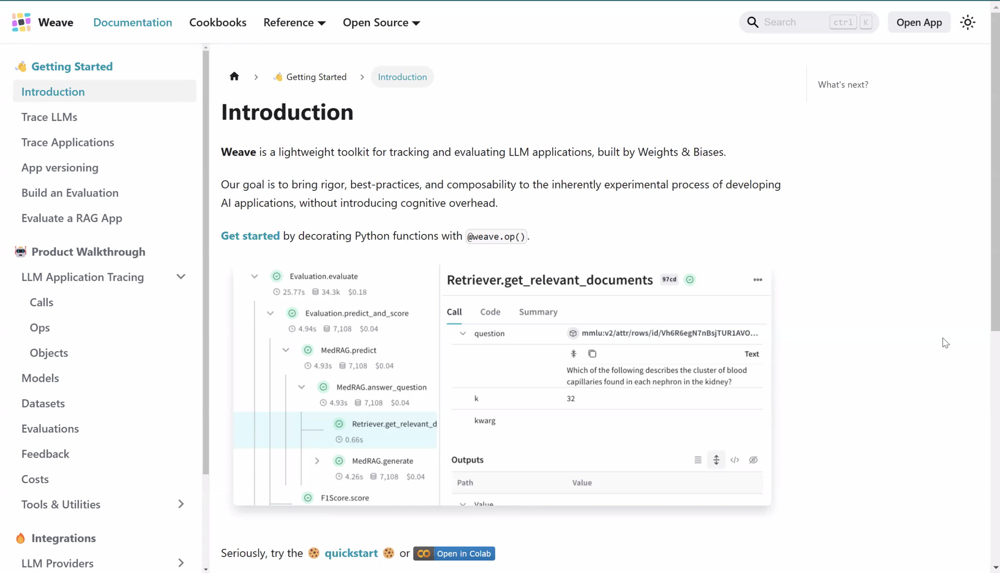 Weave Documentation Cookbooks Reference Open Source Search ctrl K Open App
Getting Started
Introduction
Trace LLMs
Trace Applications
App versioning
Build an Evaluation
Evaluate a RAG App
Product Walkthrough
LLM Application Tracing
Calls
Ops
Objects
Models
Datasets
Evaluations
Feedback
Costs
Tools & Utilities
Integrations
LLM Providers
Getting Started Introduction
Introduction
Weave is a lightweight toolkit for tracking and evaluating LLM applications, built by Weights & Biases.
Our goal is to bring rigor, best-practices, and composability to the inherently experimental process of developing
AI applications, without introducing cognitive overhead.
Get started by decorating Python functions with @weave.op().
Evaluation.evaluate
25.77s 34.3k $0.18
Evaluation.predict_and_score
4.94s 7,108 $0.04
MedRAG.predict
4.93s 7,108 $0.04
MedRAG.answer_question
4.93s 7,108 $0.04
Retriever.get_relevant_d
0.66s
MedRAG.generate
4.26s 7,108 $0.04
F1Score.score
Retriever.get_relevant_documents 97cd
Call Code Summary
question mmlu:v2/attr/rows/id/Vh6R6egN7nBsjTUR1AVO...
Text
Which of the following describes the cluster of blood
capillaries found in each nephron in the kidney?
k 32
kwarg
Outputs
Path Value
Value
Seriously, try the quickstart or Open in Colab
What's next?